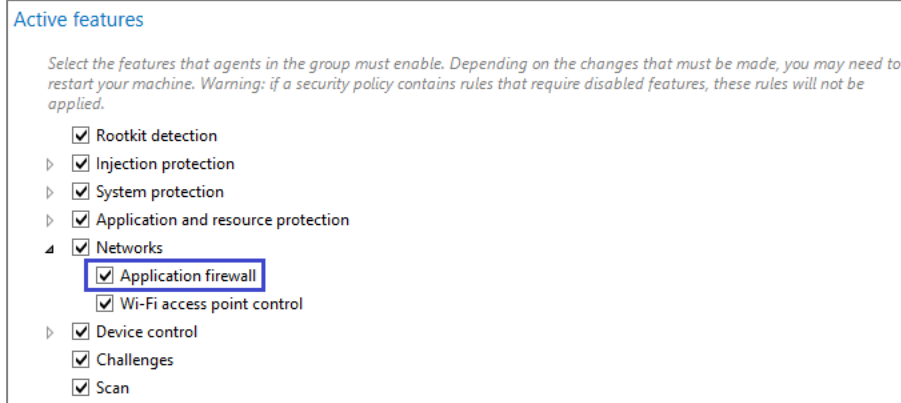 Active features
Select the features that agents in the group must enable. Depending on the changes that must be made, you may need to
restart your machine. Warning: if a security policy contains rules that require disabled features, these rules will not be
applied.
Rootkit detection
Injection protection
System protection
Application and resource protection
Networks
Application firewall
Wi-Fi access point control
Device control
Challenges
Scan